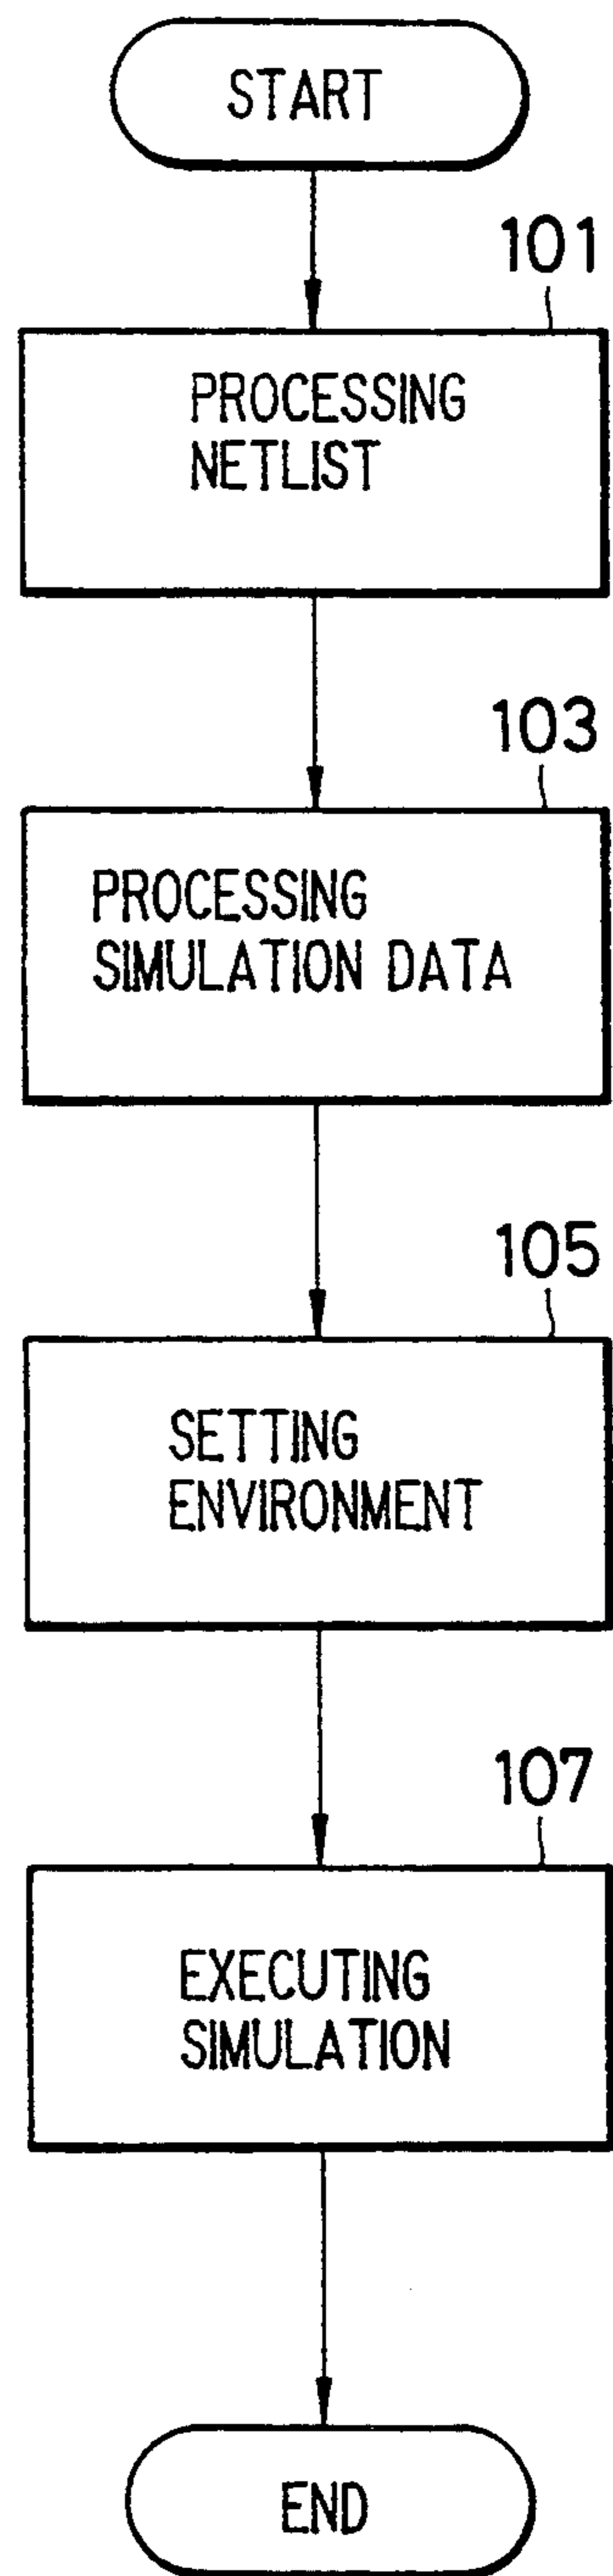 START
101
PROCESSING
NETLIST
103
PROCESSING
SIMULATION DATA
105
SETTING
ENVIRONMENT
107
EXECUTING
SIMULATION
END